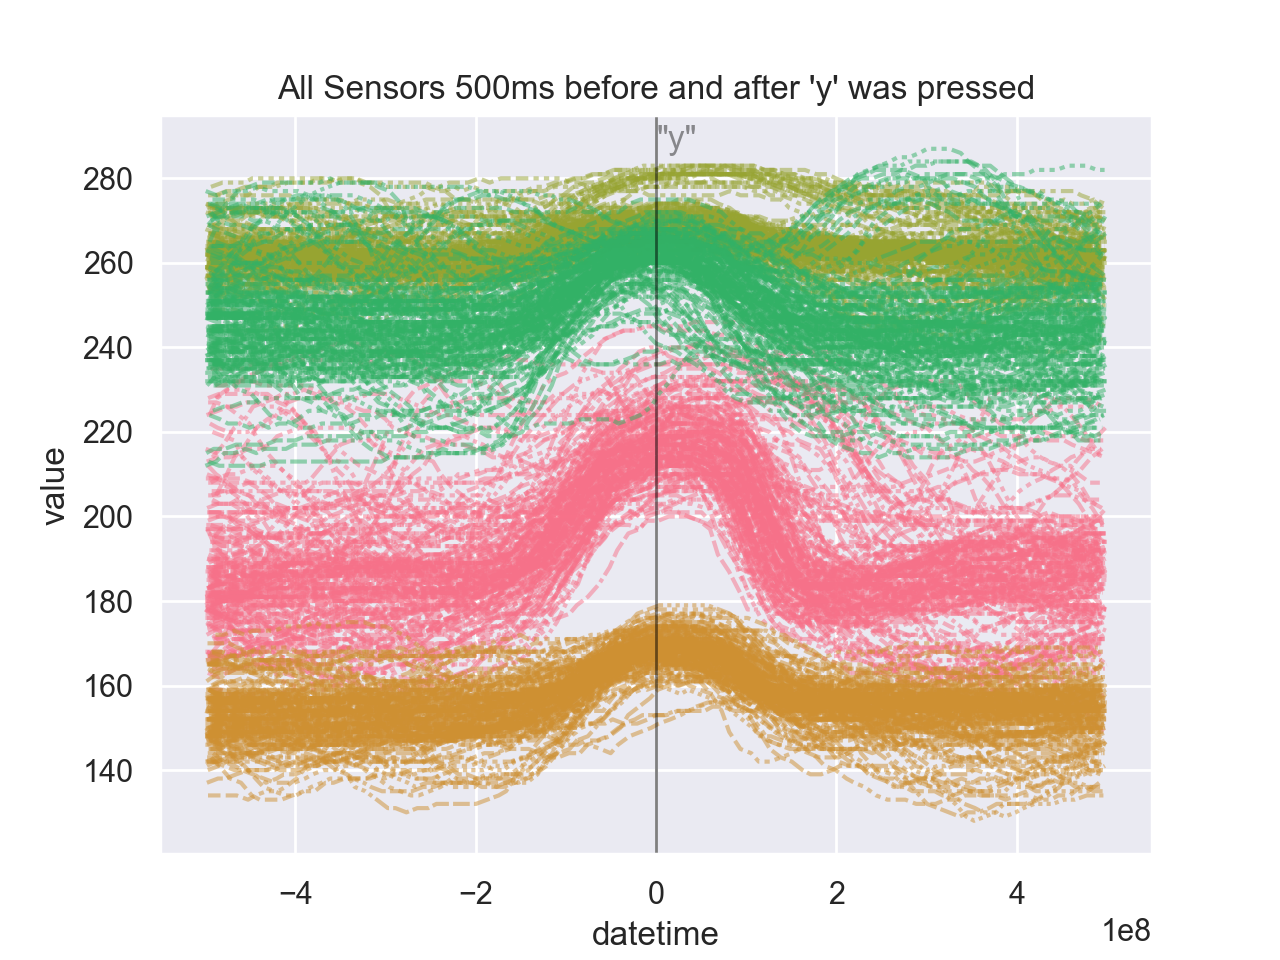 All Sensors 500ms before and after 'y' was pressed
"y"
280
260
240
220
200
180
160
140
value
−4 −2 0 2 4
1e8
datetime